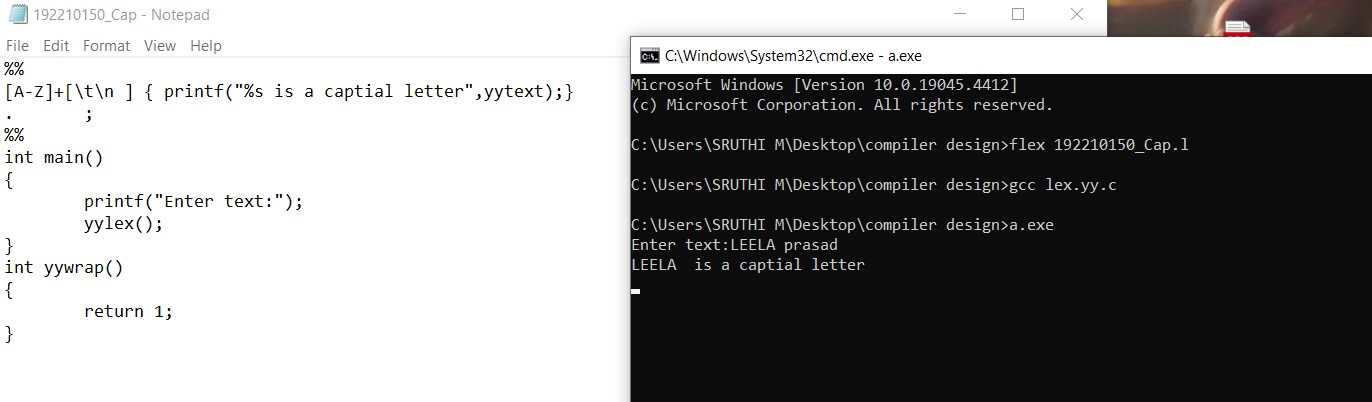 192210150_Cap - Notepad
File Edit Format View Help
%%
[A-Z]+[\t\n ] { printf("%s is a captial letter",yytext);}
. ;
%%
int main()
{
printf("Enter text:");
yylex();
}
int yywrap()
{
return 1;
}
C:\Windows\System32\cmd.exe - a.exe
Microsoft Windows [Version 10.0.19045.4412]
(c) Microsoft Corporation. All rights reserved.
C:\Users\SRUTHI M\Desktop\compiler design>flex 192210150_Cap.l
C:\Users\SRUTHI M\Desktop\compiler design>gcc lex.yy.c
C:\Users\SRUTHI M\Desktop\compiler design>a.exe
Enter text:LEELA prasad
LEELA  is a captial letter